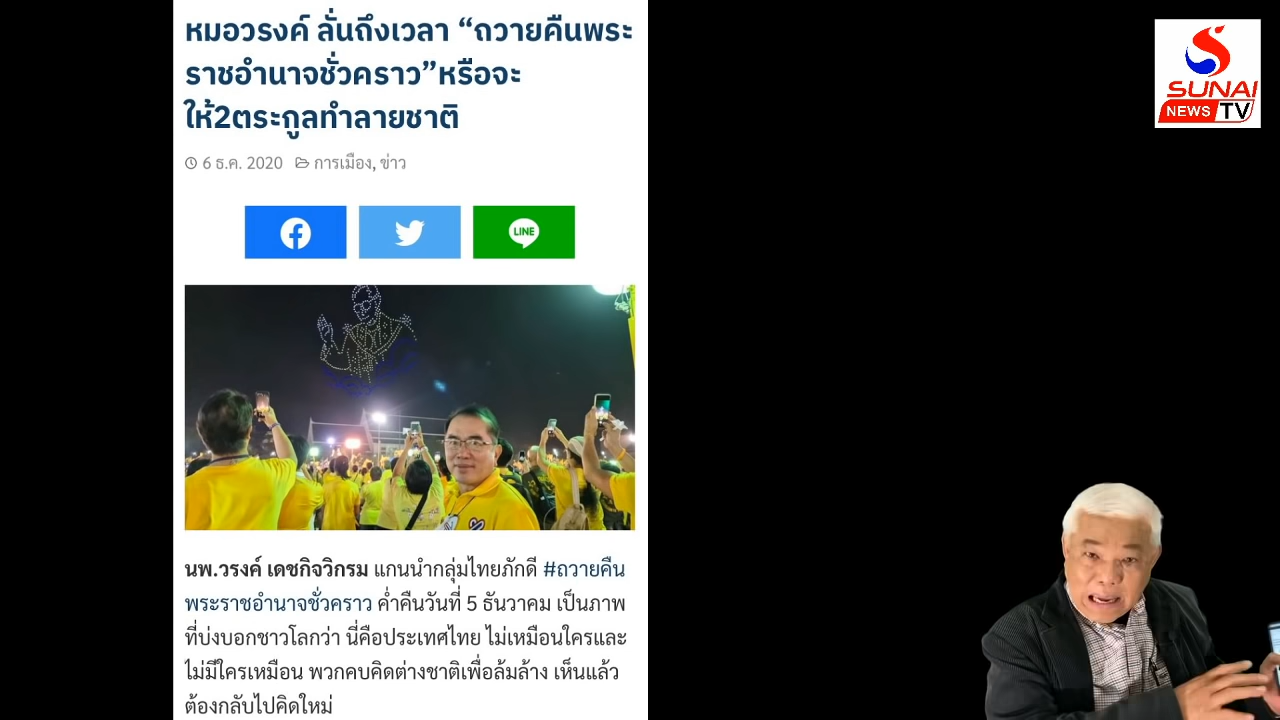 หมอวรงค์ ลั่นถึงเวลา “ถวายคืนพระ
ราชอำนาจชั่วคราว”หรือจะ
ให้2ตระกูลทำลายชาติ
6 ธ.ค. 2020 การเมือง, ข่าว
LINE
นพ.วรงค์ เดชกิจวิกรม แกนนำกลุ่มไทยภักดี #ถวายคืน
พระราชอำนาจชั่วคราว ค่ำคืนวันที่ 5 ธันวาคม เป็นภาพ
ที่บ่งบอกชาวโลกว่า นี่คือประเทศไทย ไม่เหมือนใครและ
ไม่มีใครเหมือน พวกคบคิดต่างชาติเพื่อล้มล้าง เห็นแล้ว
ต้องกลับไปคิดใหม่
SUNAI
NEWS TV